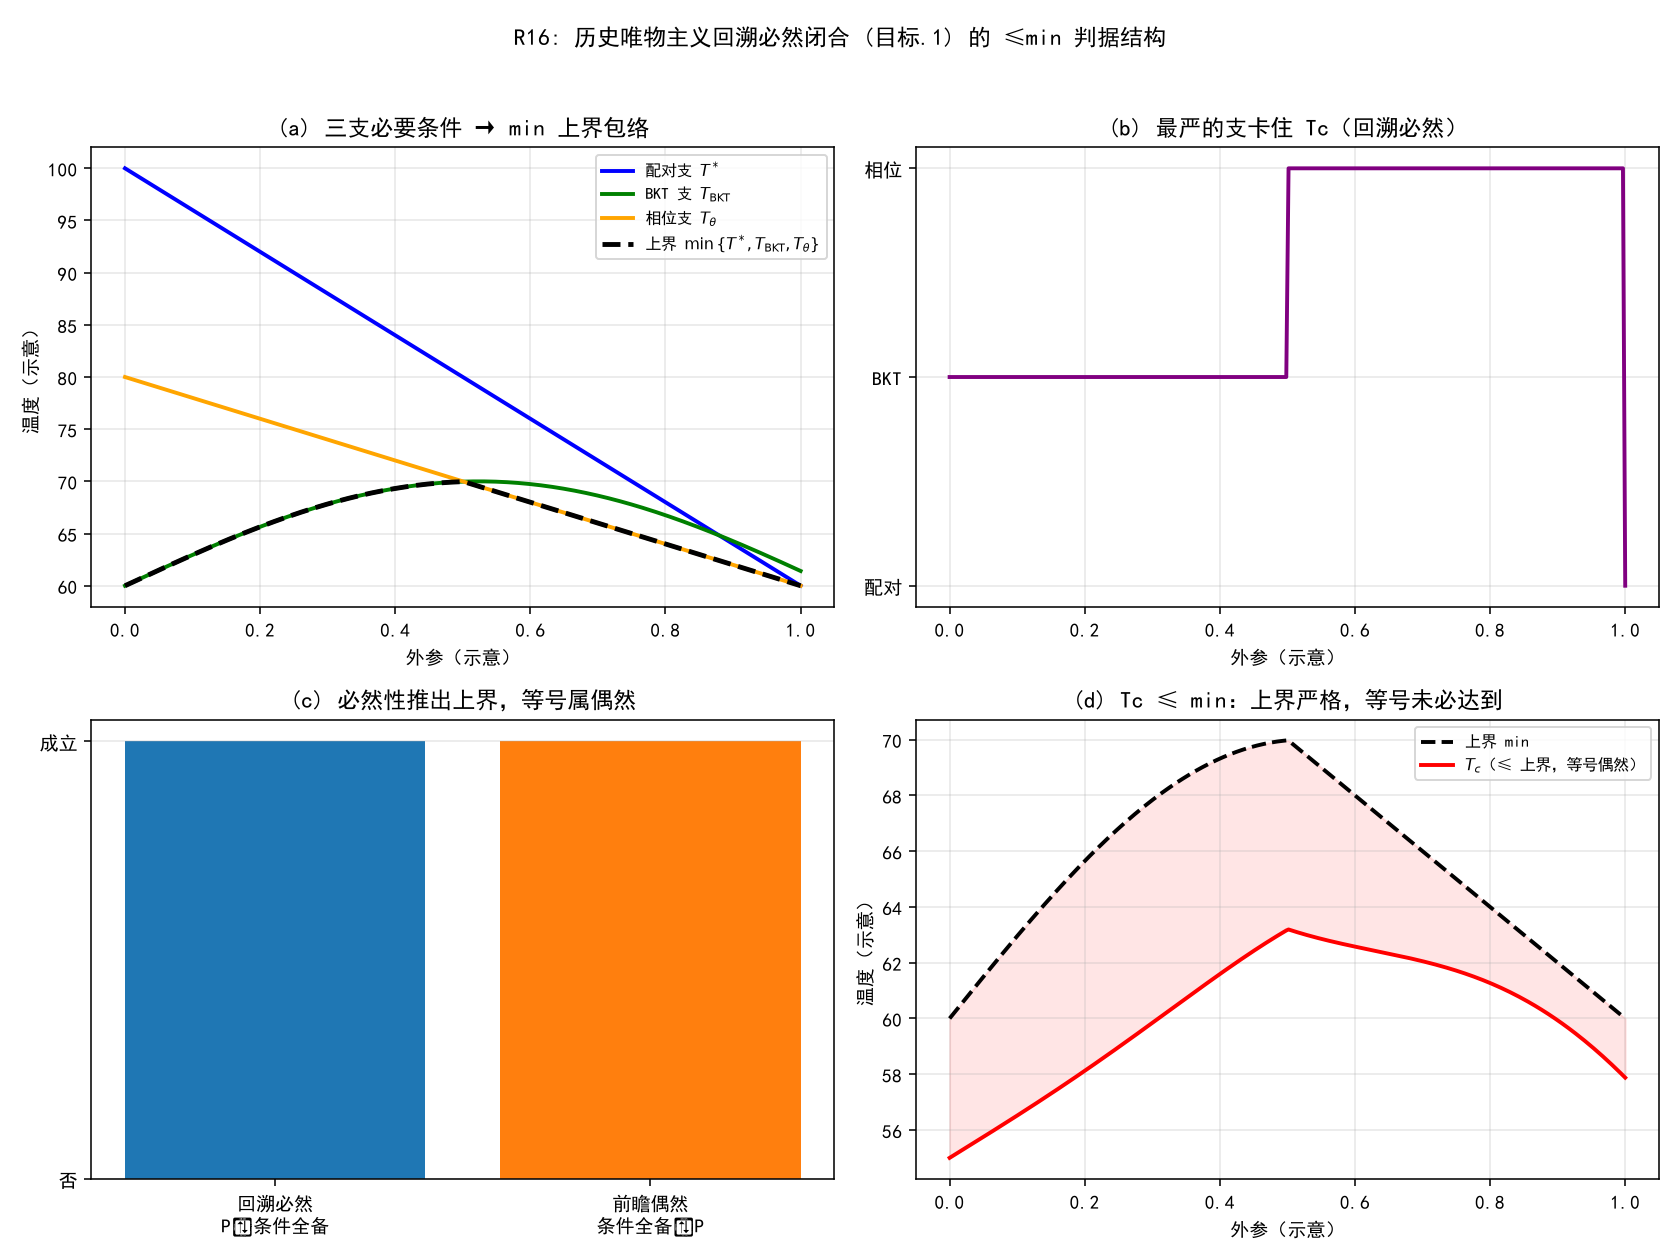 R16: 历史唯物主义回溯必然闭合 (目标.1) 的 ≤min 判据结构
(a) 三支必要条件 → min 上界包络
100
95
90
85
80
75
70
65
60
温度（示意）
配对支 T*
BKT 支 T_BKT
相位支 T_θ
上界 min{T*,T_BKT,T_θ}
0.0 0.2 0.4 0.6 0.8 1.0
外参（示意）
(b) 最严的支卡住 Tc（回溯必然）
相位
BKT
配对
0.0 0.2 0.4 0.6 0.8 1.0
外参（示意）
(c) 必然性推出上界，等号属偶然
成立
否
回溯必然
P条件全备
前瞻偶然
条件全备P
(d) Tc ≤ min：上界严格，等号未必达到
70
68
66
64
62
60
58
56
温度（示意）
上界 min
T_c（≤ 上界，等号偶然）
0.0 0.2 0.4 0.6 0.8 1.0
外参（示意）